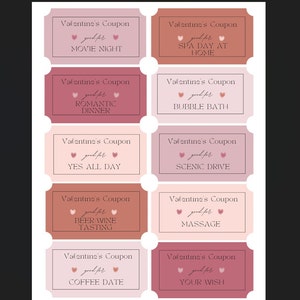 Valentine's Coupon
good for
MOVIE NIGHT
Valentine's Coupon
good for
SPA DAY AT
HOME
Valentine's Coupon
good for
ROMANTIC
DINNER
Valentine's Coupon
good for
BUBBLE BATH
Valentine's Coupon
good for
YES ALL DAY
Valentine's Coupon
good for
SCENIC DRIVE
Valentine's Coupon
good for
BEER/WINE
TASTING
Valentine's Coupon
good for
MASSAGE
Valentine's Coupon
good for
COFFEE DATE
Valentine's Coupon
good for
YOUR WISH